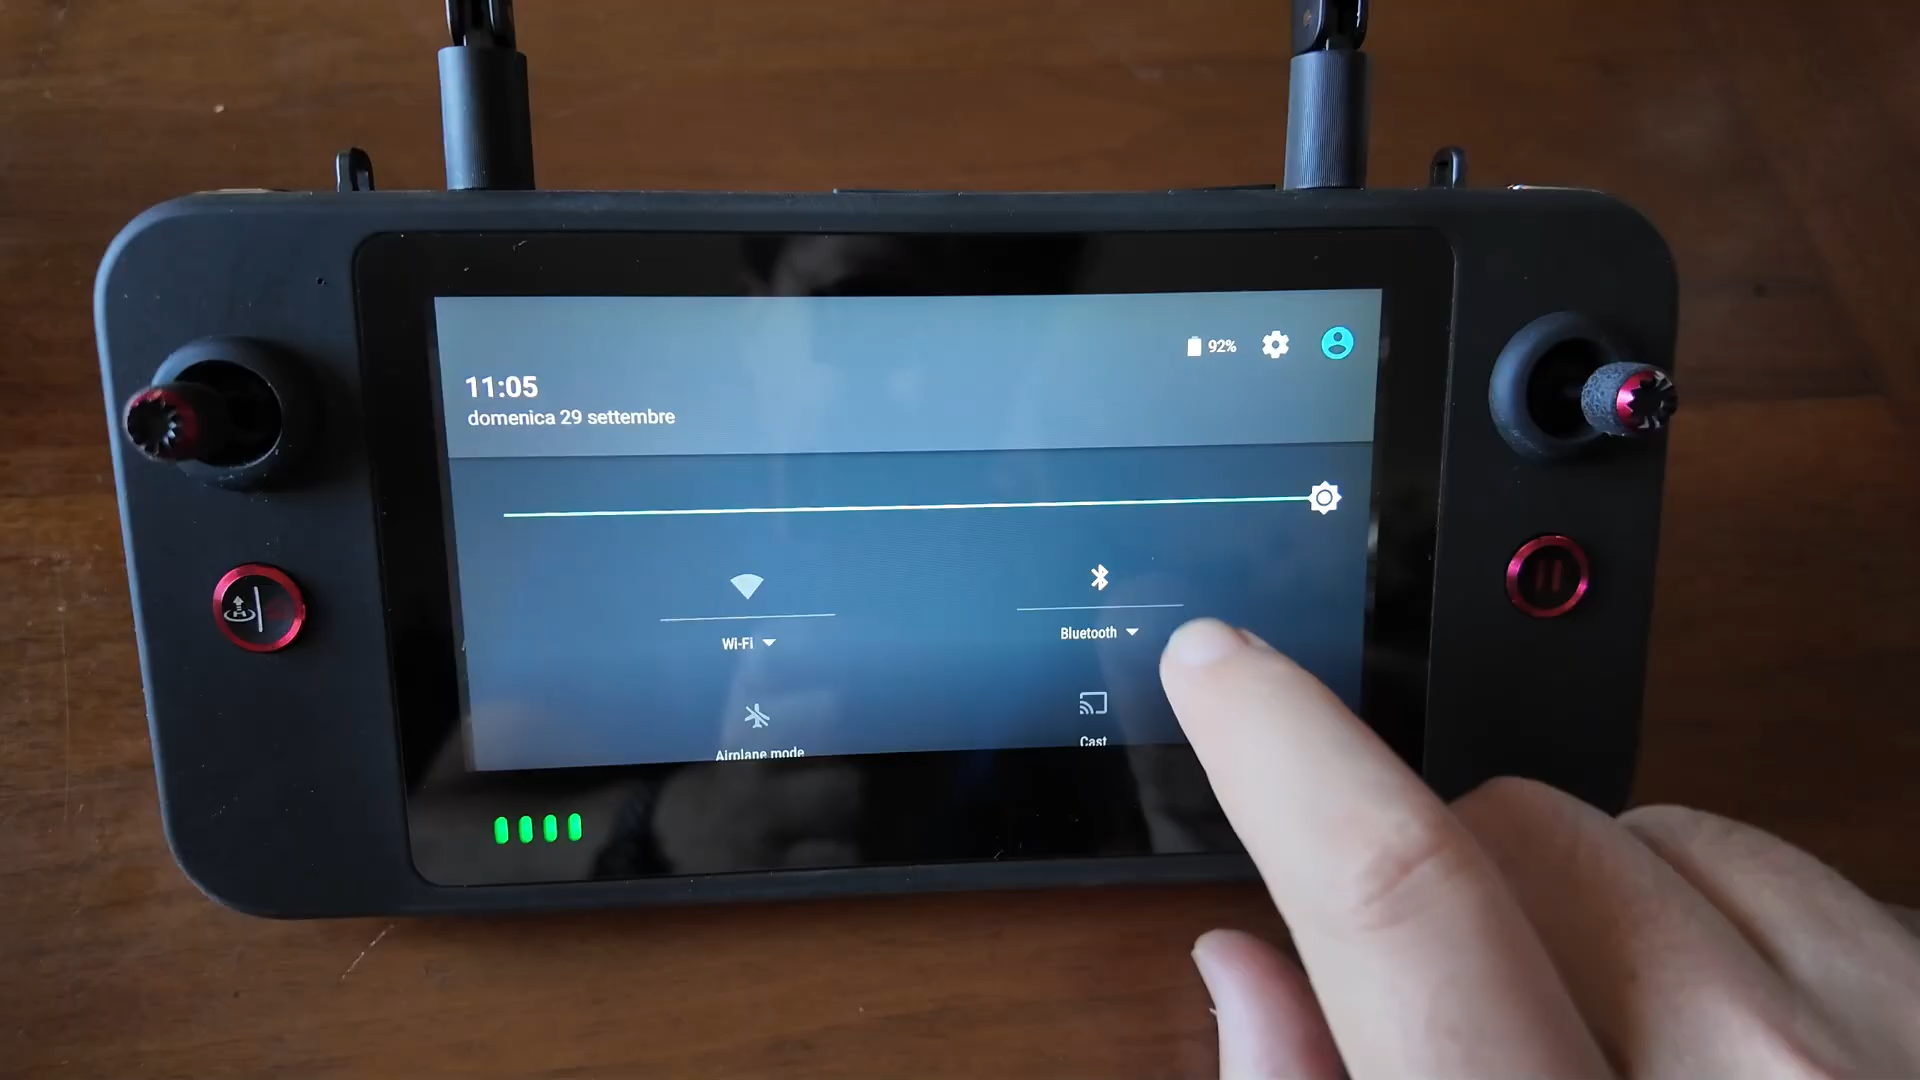 92%
11:05
domenica 29 settembre
Wi-Fi
Bluetooth
Airplane mode
Cast